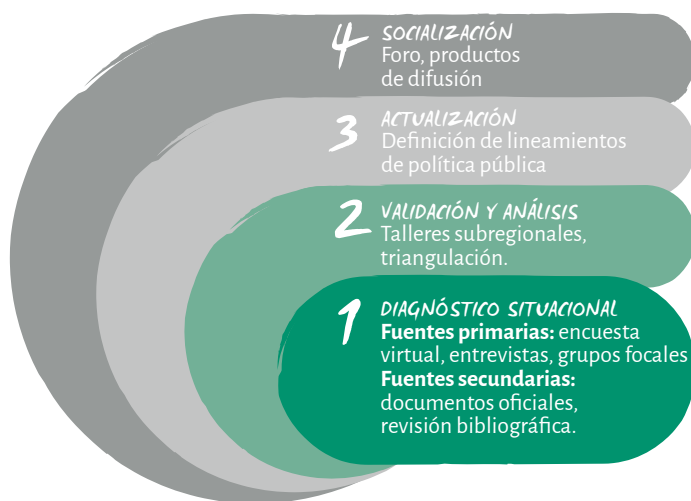 4 SOCIALIZACIÓN
Foro, productos
de difusión
3 ACTUALIZACIÓN
Definición de lineamientos
de política pública
2 VALIDACIÓN Y ANÁLISIS
Talleres subregionales,
triangulación.
1 DIAGNÓSTICO SITUACIONAL
Fuentes primarias: encuesta
virtual, entrevistas, grupos focales
Fuentes secundarias:
documentos oficiales,
revisión bibliográfica.